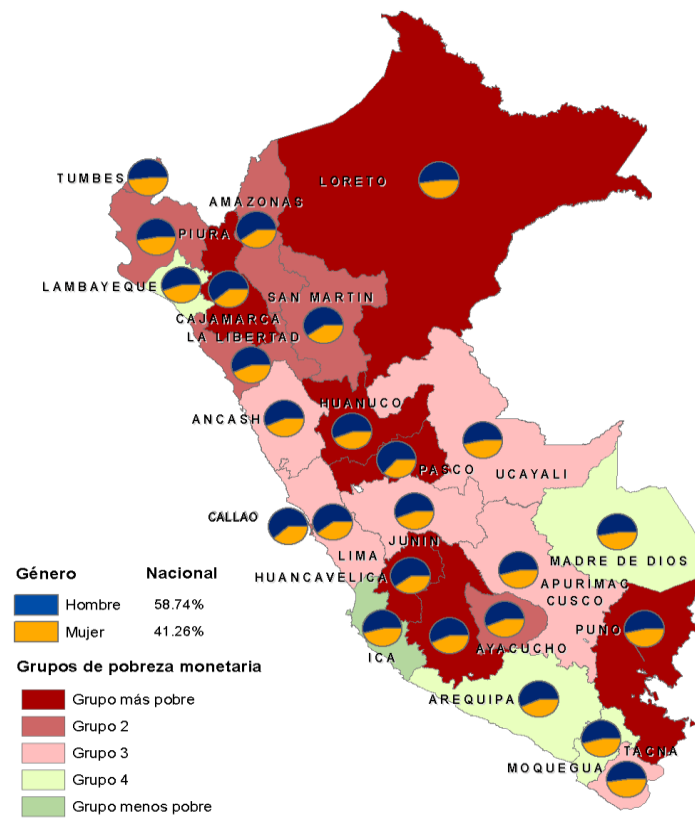 TUMBES
LORETO
AMAZONAS
PIURA
LAMBAYEQUE
SAN MARTIN
CAJAMARCA
LA LIBERTAD
HUANUCO
ANCASH
PASCO
UCAYALI
CALLAO
JUNIN
LIMA
MADRE DE DIOS
HUANCAVELICA
APURÍMAC
CUSCO
PUNO
AYACUCHO
ICA
AREQUIPA
TACNA
MOQUEGUA
Género Nacional
Hombre 58.74%
Mujer 41.26%
Grupos de pobreza monetaria
Grupo más pobre
Grupo 2
Grupo 3
Grupo 4
Grupo menos pobre